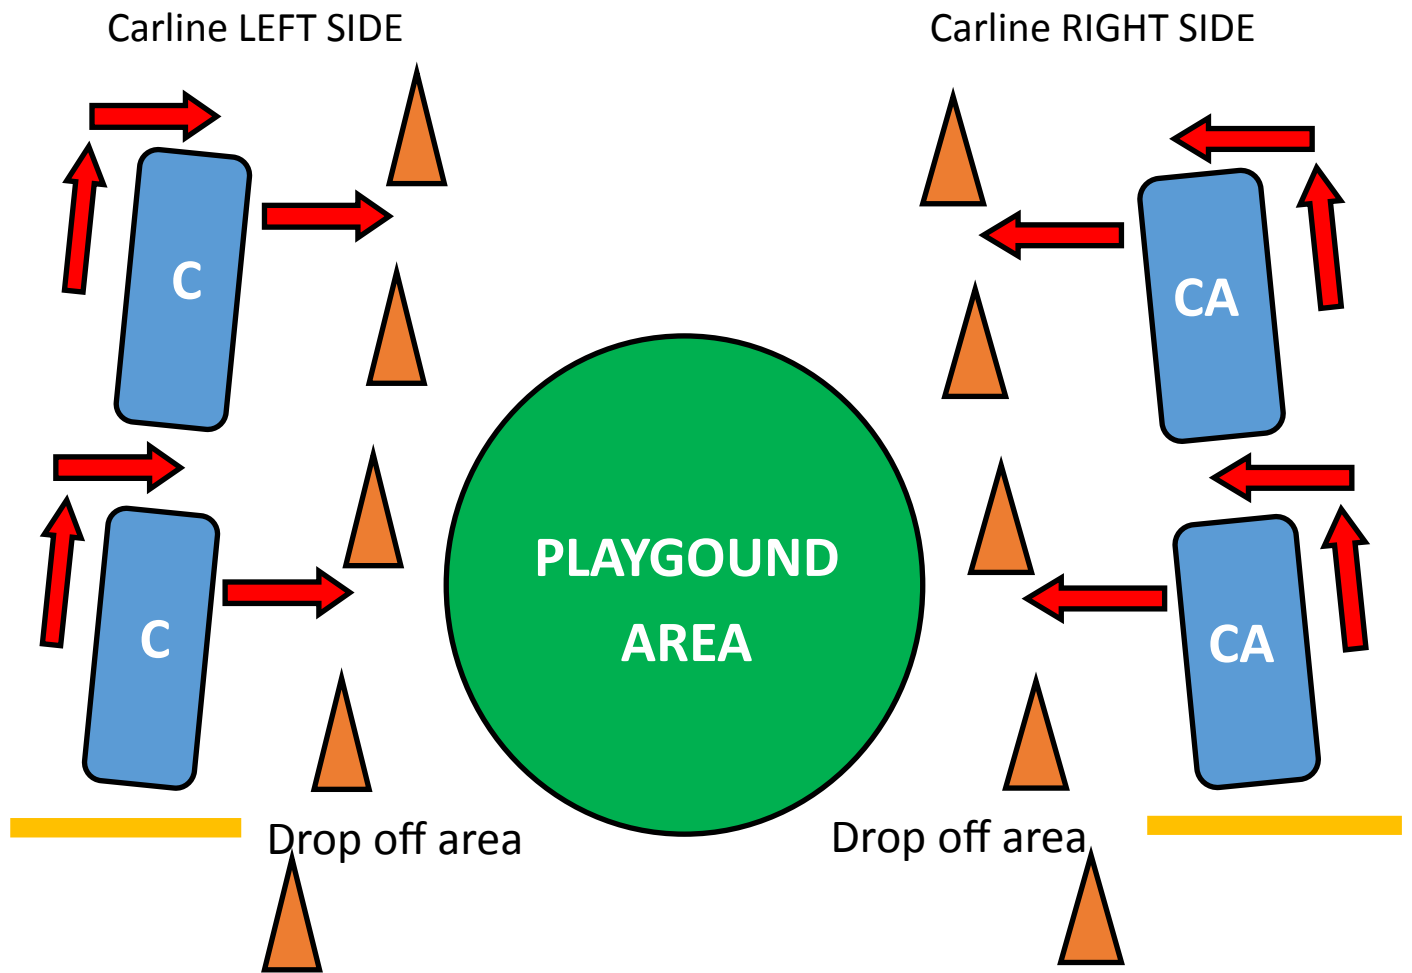 Carline LEFT SIDE
Carline RIGHT SIDE
C
CA
C
CA
PLAYGOUND
AREA
Drop off area
Drop off area